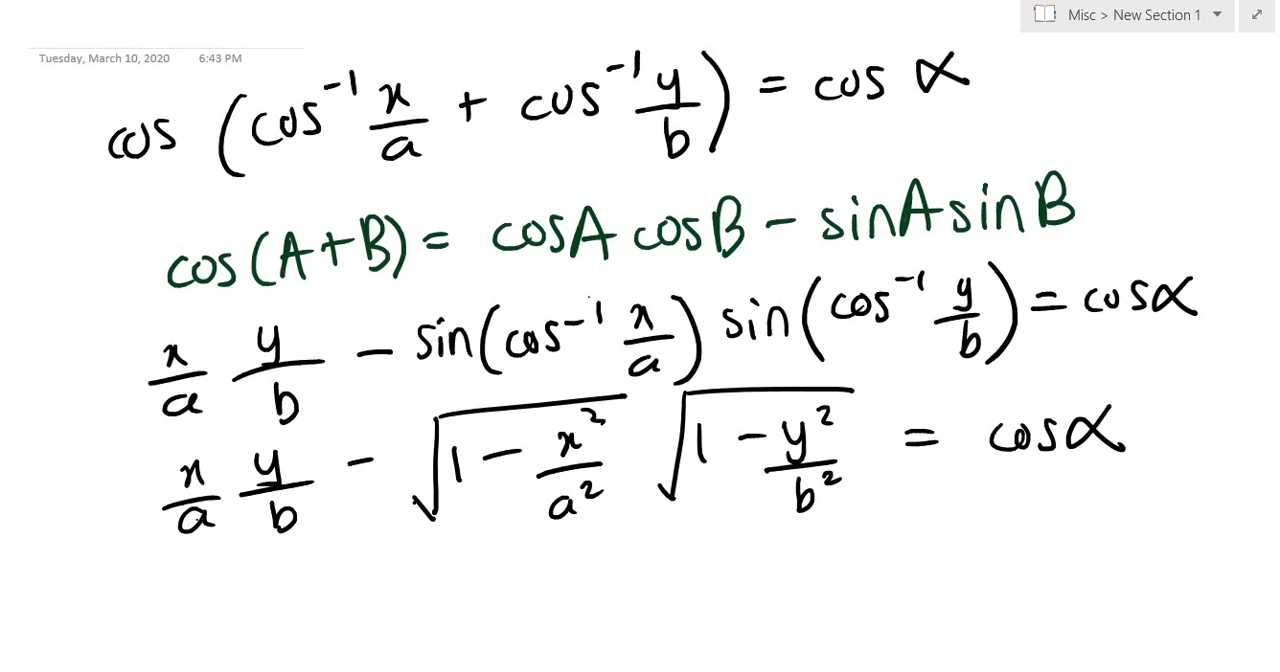 Misc > New Section 1
Tuesday, March 10, 2020 6:43 PM
cos (cos⁻¹ x/a + cos⁻¹ y/b) = cos α
cos(A+B) = cosA cosB − sinA sinB
x/a y/b − sin(cos⁻¹ x/a) sin(cos⁻¹ y/b) = cosα
x/a y/b − √(1 − x²/a²) √(1 − y²/b²) = cosα